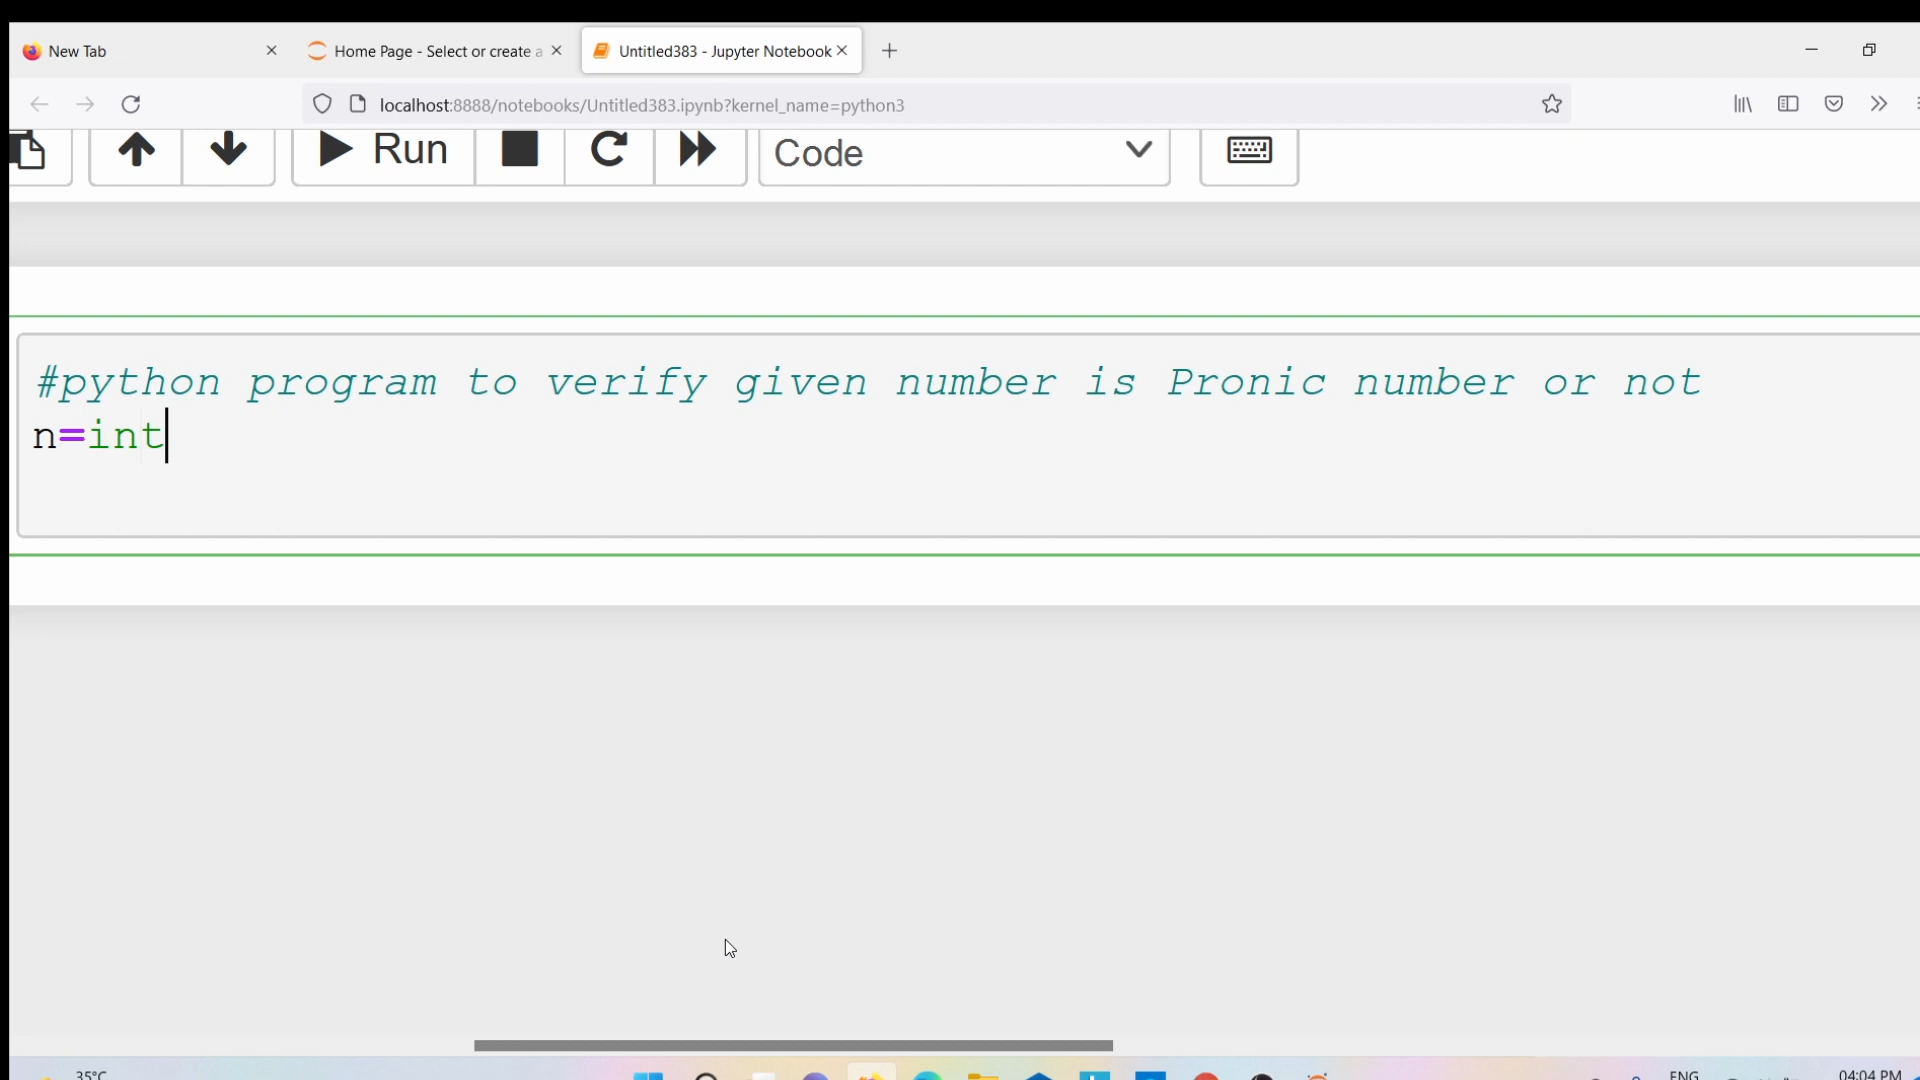 New Tab
Home Page - Select or create a
Untitled383 - Jupyter Notebook
localhost:8888/notebooks/Untitled383.ipynb?kernel_name=python3
Run
Code
#python program to verify given number is Pronic number or not
n=int
35°C
ENG
04:04 PM